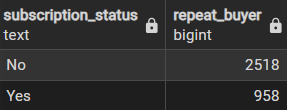 subscription_status repeat_buyer
text bigint
No 2518
Yes 958